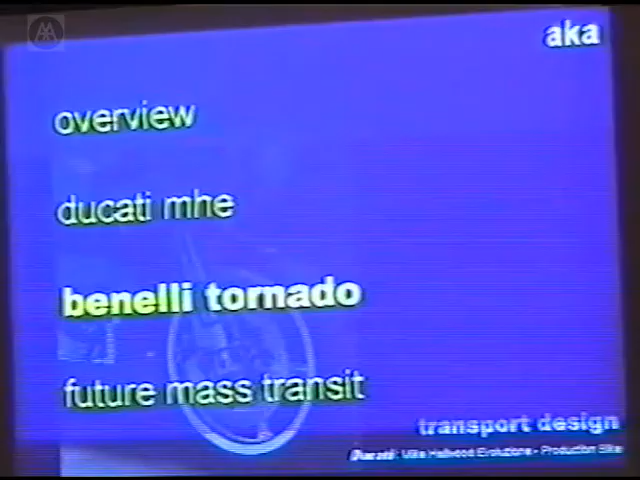 aka
overview
ducati mhe
benelli tornado
future mass transit
transport design
Ducati: Mike Hailwood Evoluzione - Production Bike